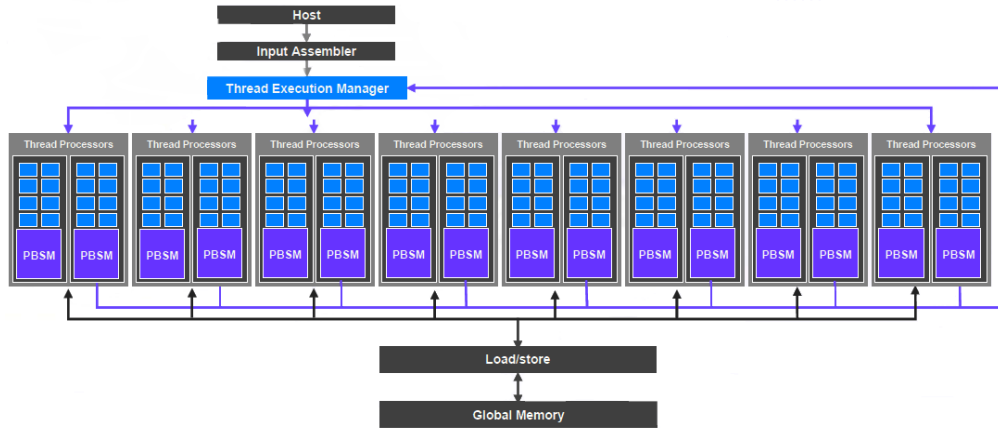 Host
Input Assembler
Thread Execution Manager
Thread Processors Thread Processors Thread Processors Thread Processors Thread Processors Thread Processors Thread Processors Thread Processors
PBSM PBSM PBSM PBSM PBSM PBSM PBSM PBSM PBSM PBSM PBSM PBSM PBSM PBSM PBSM PBSM
Load/store
Global Memory